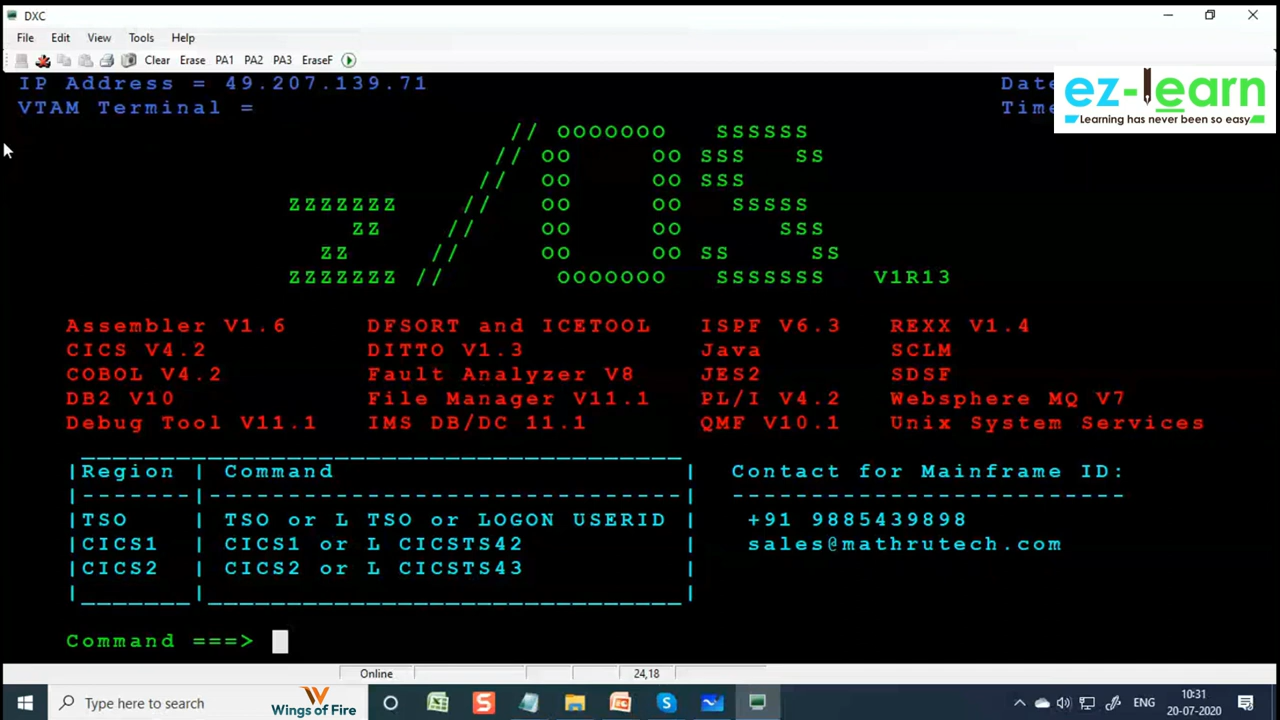 DXC
File Edit View Tools Help
Clear Erase PA1 PA2 PA3 EraseF
IP Address = 49.207.139.71 Date
VTAM Terminal = Time
ez-learn
Learning has never been so easy
// OOOOOOO SSSSSS
// OO OO SSS SS
// OO OO SSS
ZZZZZZZ // OO OO SSSSS
ZZ // OO OO SSS
ZZ // OO OO SS SS
ZZZZZZZ // OOOOOOO SSSSSSS V1R13
Assembler V1.6 DFSORT and ICETOOL ISPF V6.3 REXX V1.4
CICS V4.2 DITTO V1.3 Java SCLM
COBOL V4.2 Fault Analyzer V8 JES2 SDSF
DB2 V10 File Manager V11.1 PL/I V4.2 Websphere MQ V7
Debug Tool V11.1 IMS DB/DC 11.1 QMF V10.1 Unix System Services
|Region | Command | Contact for Mainframe ID:
|-------|------------------------------| -------------------------
|TSO | TSO or L TSO or LOGON USERID | +91 9885439898
|CICS1 | CICS1 or L CICSTS42 | sales@mathrutech.com
|CICS2 | CICS2 or L CICSTS43 |
|_______|______________________________|
Command ===>
Online 24,18
Type here to search
Wings of Fire
ENG
10:31
20-07-2020